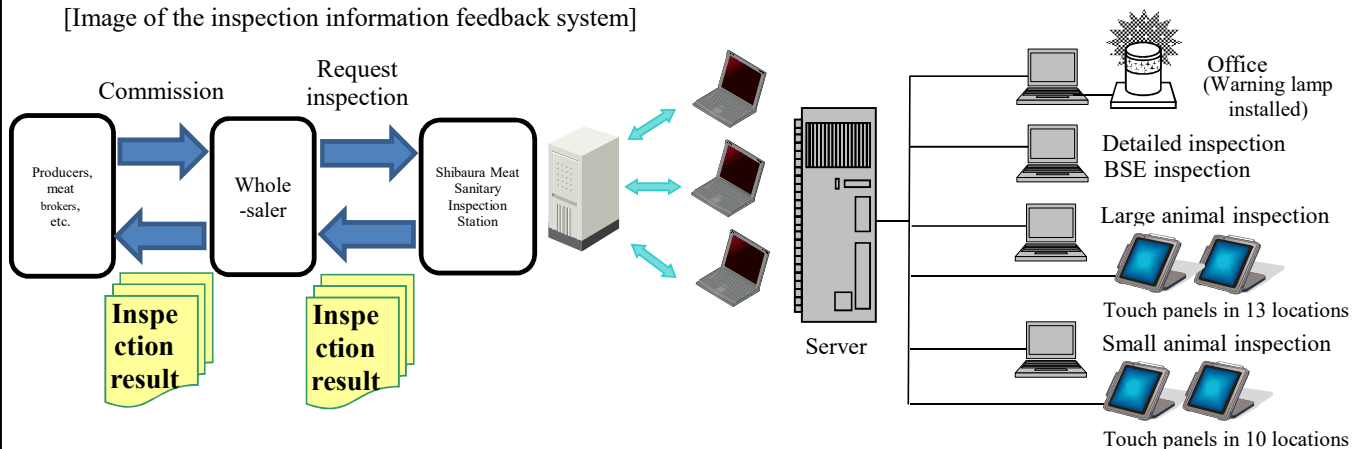 [Image of the inspection information feedback system]
Commission
Request
inspection
Producers,
meat
brokers,
etc.
Whole
-saler
Shibaura Meat
Sanitary
Inspection
Station
Inspe
ction
result
Inspe
ction
result
Server
Office
(Warning lamp
installed)
Detailed inspection
BSE inspection
Large animal inspection
Touch panels in 13 locations
Small animal inspection
Touch panels in 10 locations